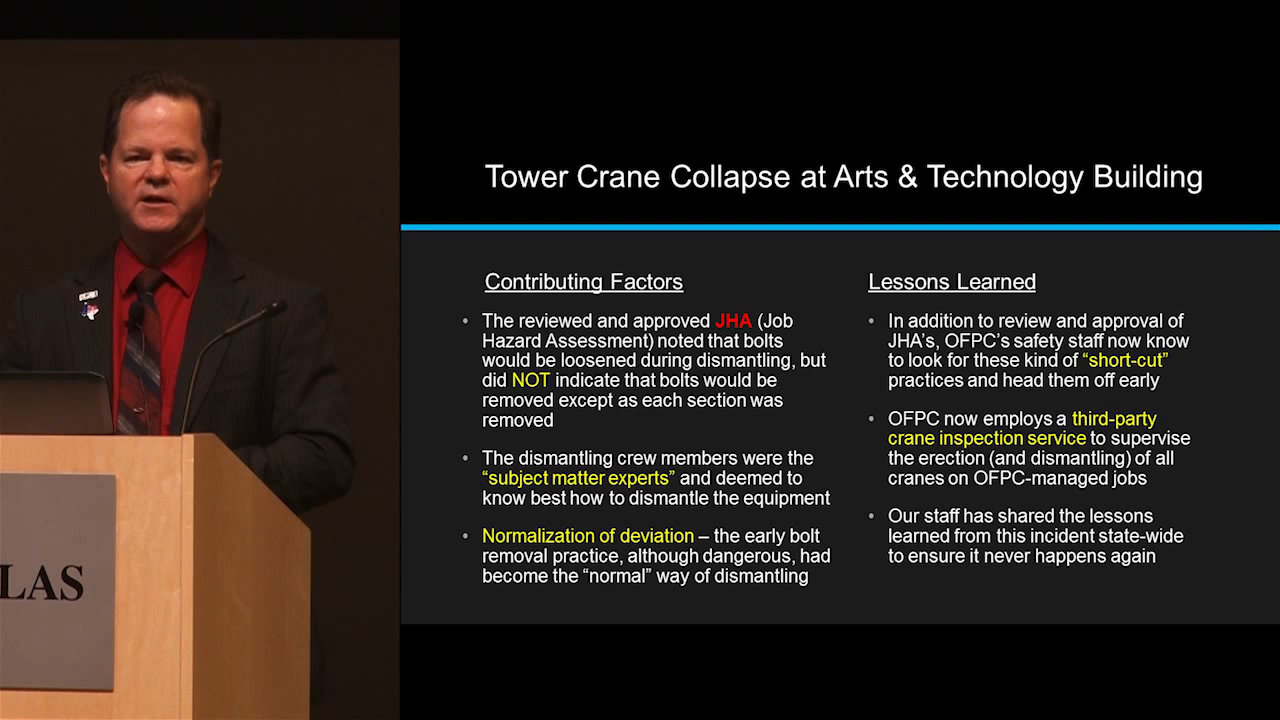 Tower Crane Collapse at Arts & Technology Building
Contributing Factors
• The reviewed and approved JHA (Job
Hazard Assessment) noted that bolts
would be loosened during dismantling, but
did NOT indicate that bolts would be
removed except as each section was
removed
• The dismantling crew members were the
“subject matter experts” and deemed to
know best how to dismantle the equipment
• Normalization of deviation – the early bolt
removal practice, although dangerous, had
become the “normal” way of dismantling
Lessons Learned
• In addition to review and approval of
JHA’s, OFPC’s safety staff now know
to look for these kind of “short-cut”
practices and head them off early
• OFPC now employs a third-party
crane inspection service to supervise
the erection (and dismantling) of all
cranes on OFPC-managed jobs
• Our staff has shared the lessons
learned from this incident state-wide
to ensure it never happens again
LAS